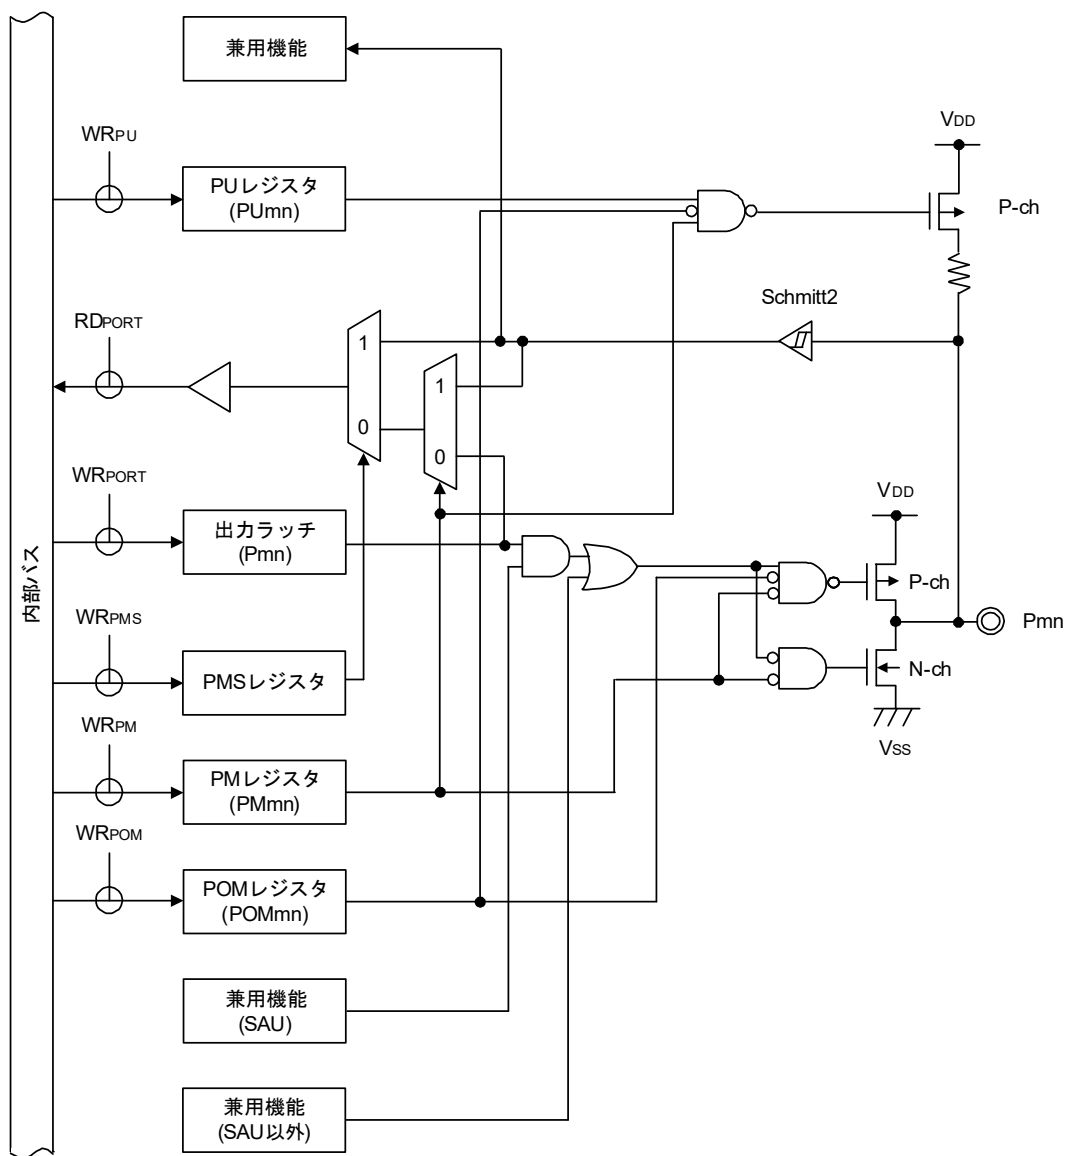 兼用機能
WRPU
PUレジスタ
(PUmn)
VDD
P-ch
Schmitt2
RDPORT
1
0
1
0
WRPORT
出力ラッチ
(Pmn)
VDD
P-ch
Pmn
N-ch
VSS
内部バス
WRPMS
PMSレジスタ
WRPM
PMレジスタ
(PMmn)
WRPOM
POMレジスタ
(POMmn)
兼用機能
(SAU)
兼用機能
(SAU以外)